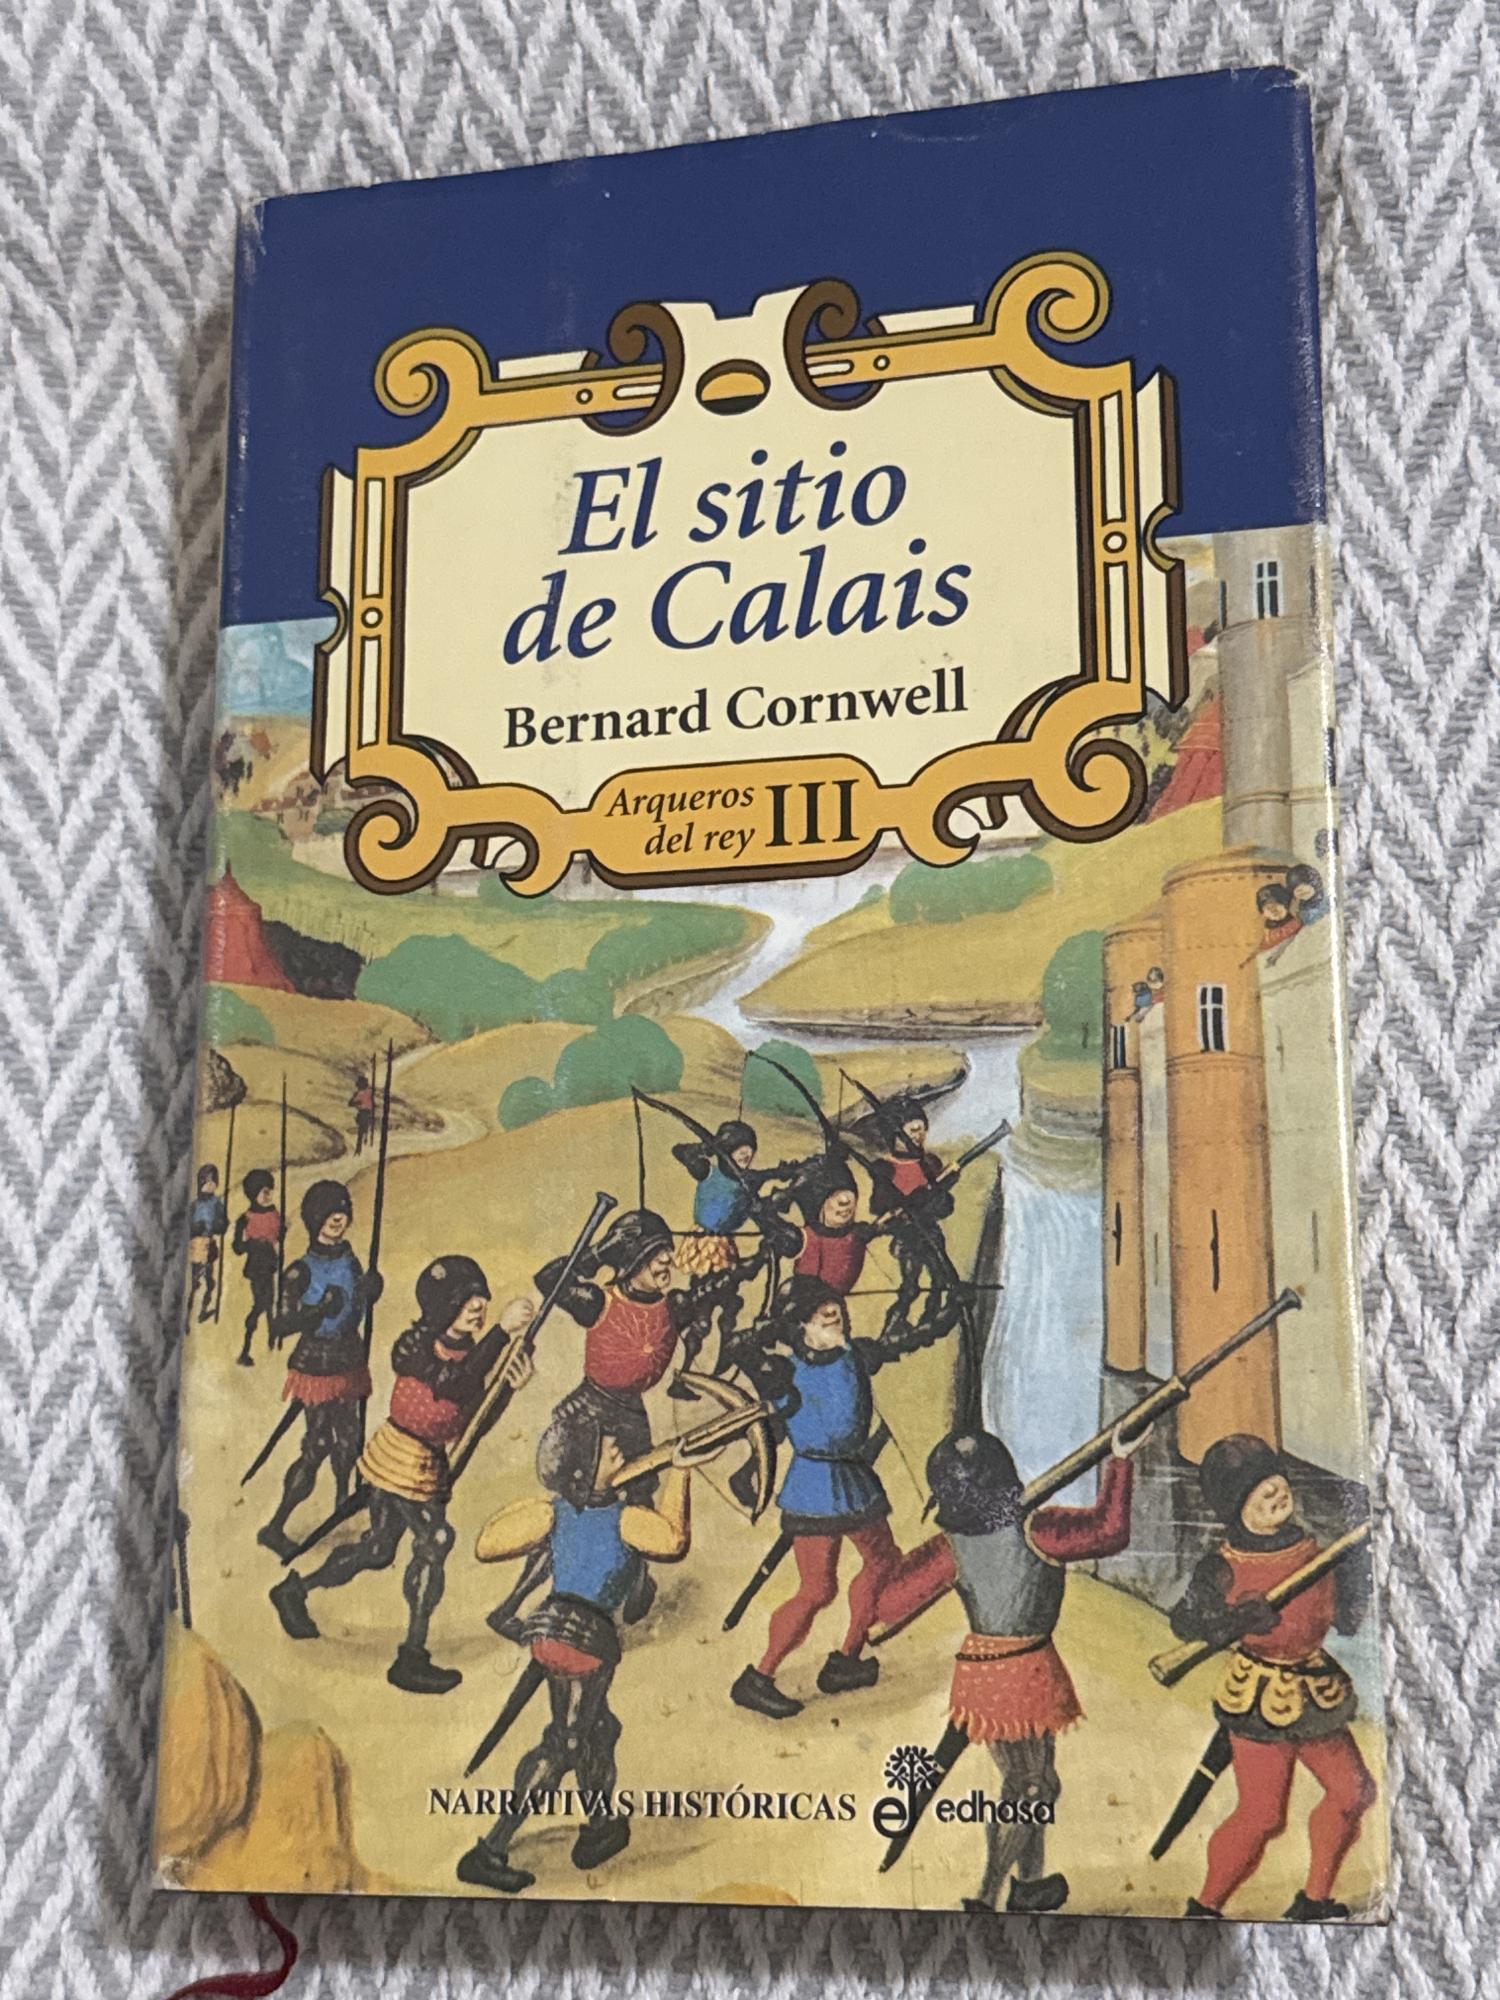 El sitio
de Calais
Bernard Cornwell
Arqueros
del rey III
NARRATIVAS HISTÓRICAS edhasa